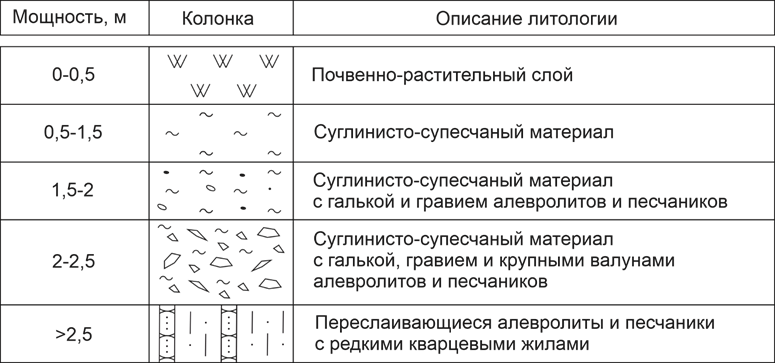 Мощность, м Колонка Описание литологии
0-0,5 Почвенно-растительный слой
0,5-1,5 Суглинисто-супесчаный материал
1,5-2 Суглинисто-супесчаный материал
с галькой и гравием алевролитов и песчаников
2-2,5 Суглинисто-супесчаный материал
с галькой, гравием и крупными валунами
алевролитов и песчаников
>2,5 Переслаивающиеся алевролиты и песчаники
с редкими кварцевыми жилами